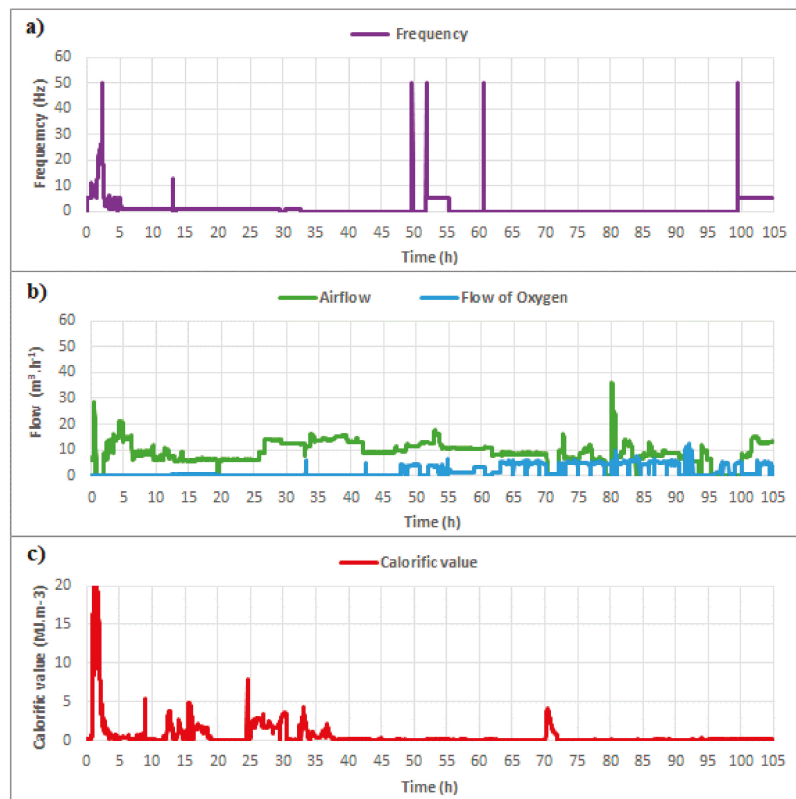 a)
Frequency
60
50
40
30
20
10
0
Frequemcy (Hz)
0 5 10 15 20 25 30 35 40 45 50 55 60 65 70 75 80 85 90 95 100 105
Time (h)
b)
Airflow Flow of Oxygen
60
50
40
30
20
10
0
Flow (m³.h⁻¹)
0 5 10 15 20 25 30 35 40 45 50 55 60 65 70 75 80 85 90 95 100 105
Time (h)
c)
Calorific value
20
15
10
5
0
Calorific value (MJ.m-3)
0 5 10 15 20 25 30 35 40 45 50 55 60 65 70 75 80 85 90 95 100 105
Time (h)